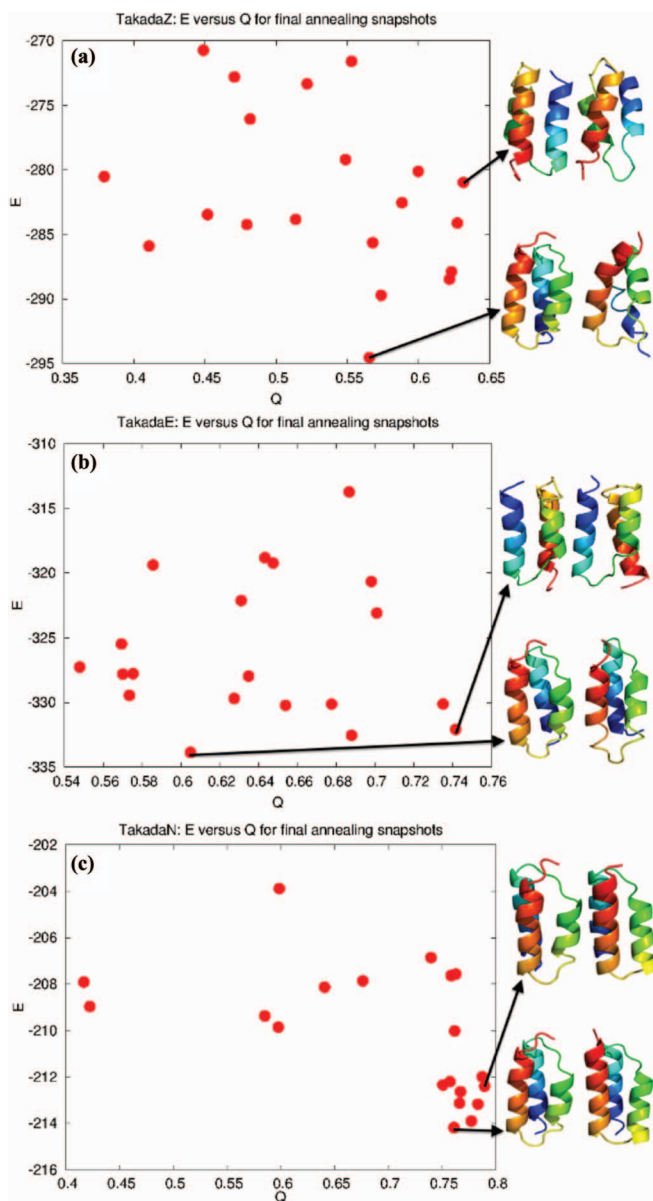 TakadaZ: E versus Q for final annealing snapshots
-270
(a)
-275
-280
E
-285
-290
-295
0.35 0.4 0.45 0.5 0.55 0.6 0.65
Q
TakadaE: E versus Q for final annealing snapshots
-310
(b)
-315
-320
E
-325
-330
-335
0.54 0.56 0.58 0.6 0.62 0.64 0.66 0.68 0.7 0.72 0.74 0.76
Q
TakadaN: E versus Q for final annealing snapshots
-202
(c)
-204
-206
-208
E
-210
-212
-214
-216
0.4 0.45 0.5 0.55 0.6 0.65 0.7 0.75 0.8
Q